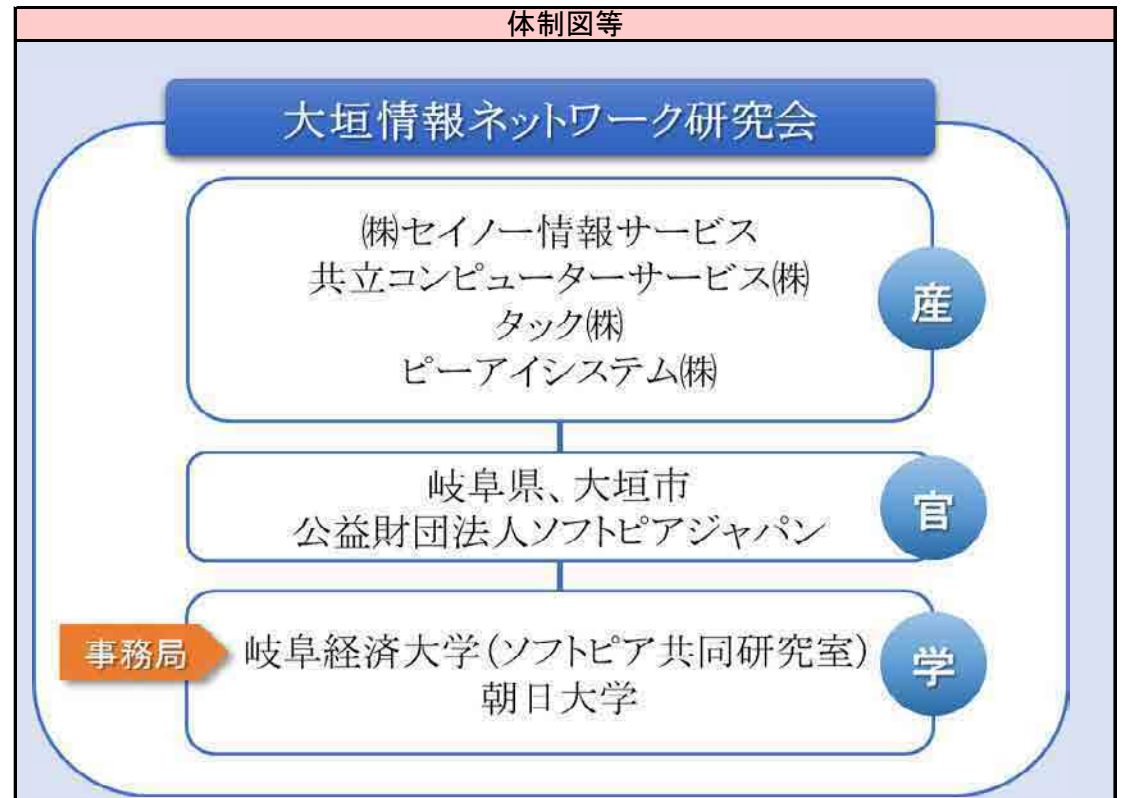 体制図等
大垣情報ネットワーク研究会
㈱セイノー情報サービス
共立コンピューターサービス㈱
タック㈱
ピーアイシステム㈱
産
岐阜県、大垣市
公益財団法人ソフトピアジャパン
官
事務局
岐阜経済大学(ソフトピア共同研究室)
朝日大学
学